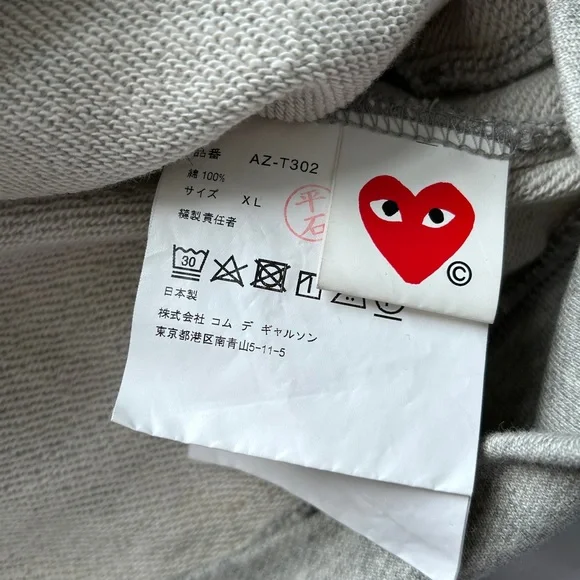 品番 AZ-T302
綿 100%
サイズ XL
縫製責任者
平石
30
日本製
株式会社 コム デ ギャルソン
東京都港区南青山5-11-5
©